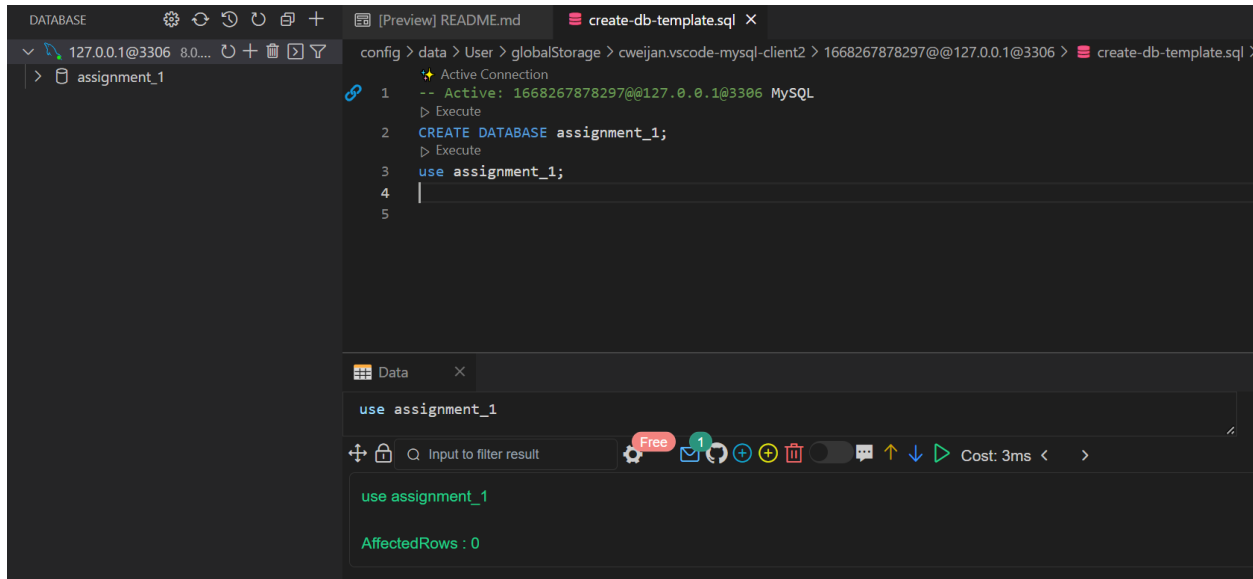 DATABASE
127.0.0.1@3306 8.0....
assignment_1
[Preview] README.md
create-db-template.sql
config > data > User > globalStorage > cweijan.vscode-mysql-client2 > 1668267878297@@127.0.0.1@3306 > create-db-template.sql >
Active Connection
1 -- Active: 1668267878297@@127.0.0.1@3306 MySQL
Execute
2 CREATE DATABASE assignment_1;
Execute
3 use assignment_1;
4
5
Data
use assignment_1
Input to filter result
Free
1
Cost: 3ms < >
use assignment_1
AffectedRows : 0